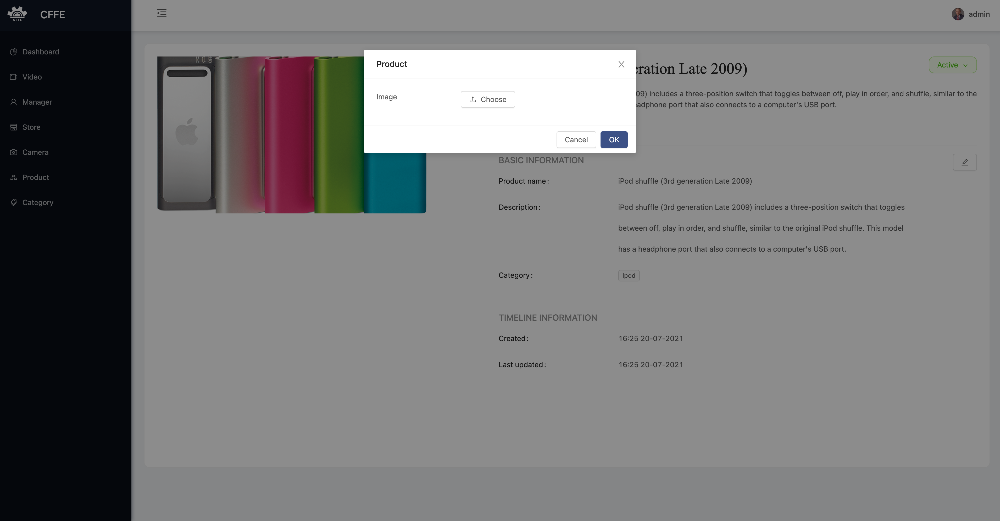 CFFE
CFFE
admin
Dashboard
Video
Manager
Store
Camera
Product
Category
OFF
Product
Image
Choose
Cancel
OK
eration Late 2009)
Active
09) includes a three-position switch that toggles between off, play in order, and shuffle, similar to the
eadphone port that also connects to a computer's USB port.
BASIC INFORMATION
Product name:
iPod shuffle (3rd generation Late 2009)
Description:
iPod shuffle (3rd generation Late 2009) includes a three-position switch that toggles
between off, play in order, and shuffle, similar to the original iPod shuffle. This model
has a headphone port that also connects to a computer's USB port.
Category:
Ipod
TIMELINE INFORMATION
Created:
16:25 20-07-2021
Last updated:
16:25 20-07-2021